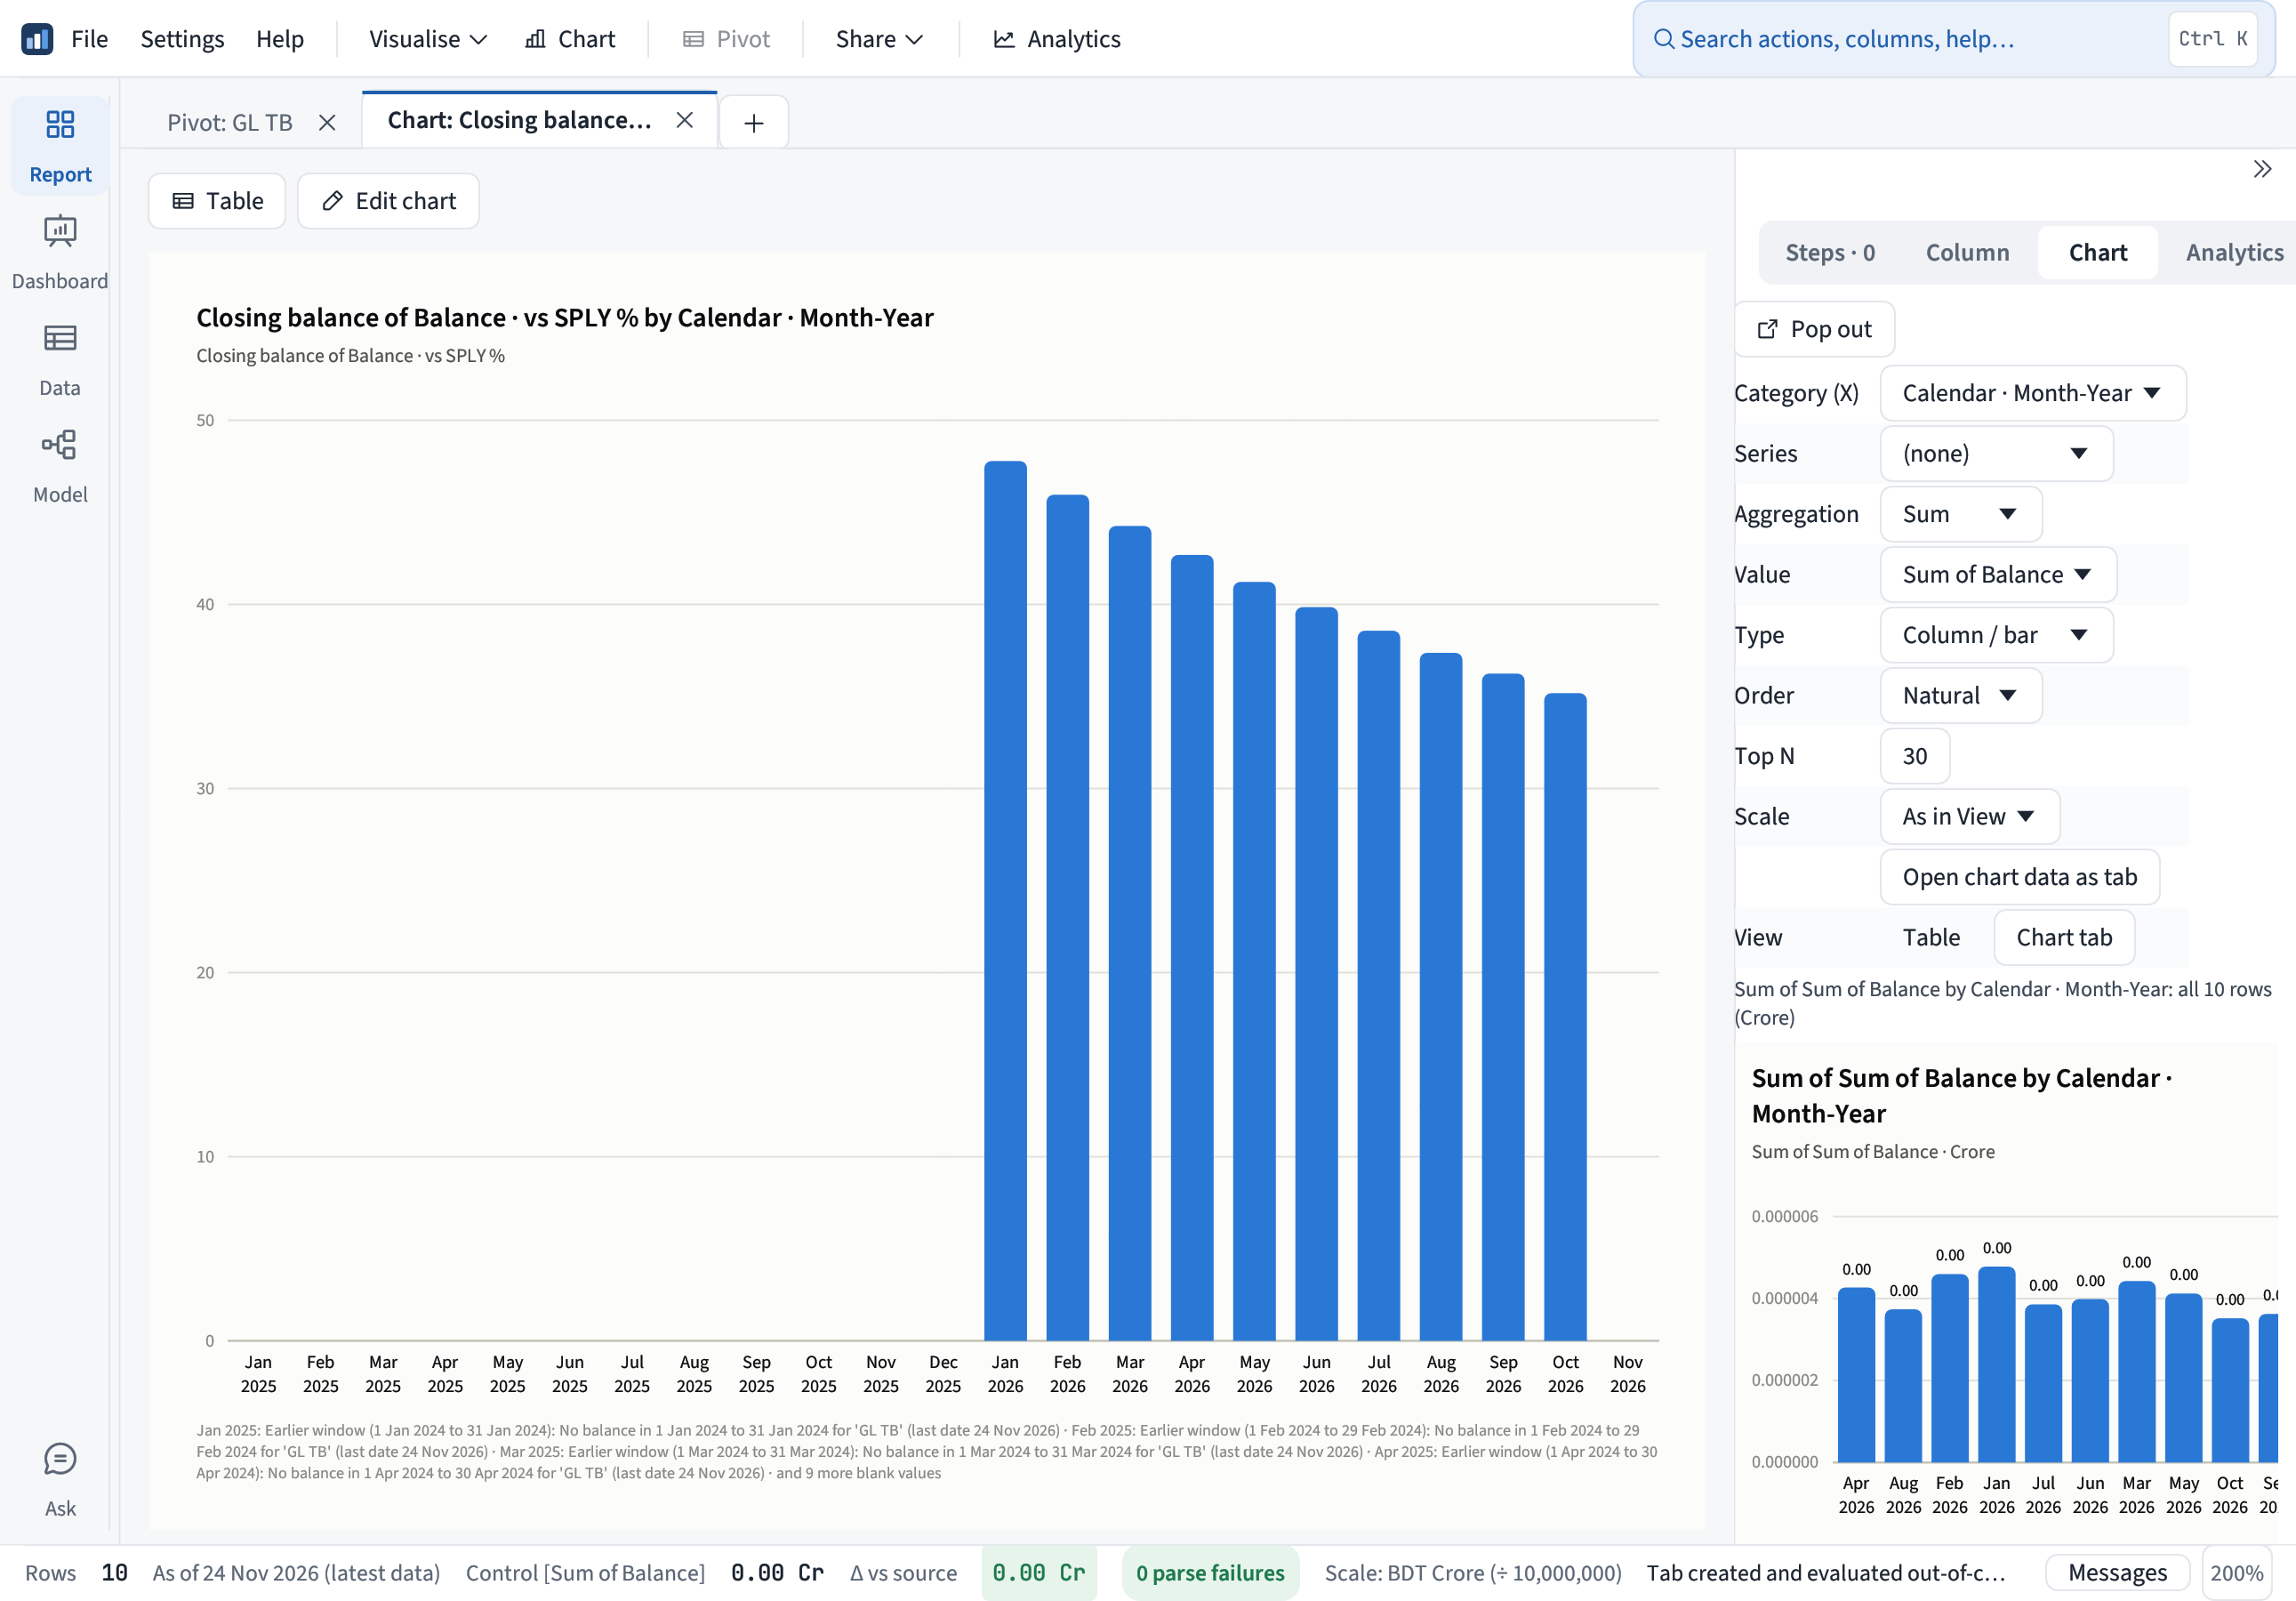 File Settings Help Visualise Chart Pivot Share Analytics Search actions, columns, help… Ctrl K
Pivot: GL TB Chart: Closing balance… +
Report
Dashboard
Data
Model
Ask
Table Edit chart
Closing balance of Balance · vs SPLY % by Calendar · Month-Year
Closing balance of Balance · vs SPLY %
50
40
30
20
10
0
Jan Feb Mar Apr May Jun Jul Aug Sep Oct Nov Dec Jan Feb Mar Apr May Jun Jul Aug Sep Oct Nov
2025 2025 2025 2025 2025 2025 2025 2025 2025 2025 2025 2025 2026 2026 2026 2026 2026 2026 2026 2026 2026 2026 2026
Jan 2025: Earlier window (1 Jan 2024 to 31 Jan 2024): No balance in 1 Jan 2024 to 31 Jan 2024 for 'GL TB' (last date 24 Nov 2026) · Feb 2025: Earlier window (1 Feb 2024 to 29 Feb 2024): No balance in 1 Feb 2024 to 29
Feb 2024 for 'GL TB' (last date 24 Nov 2026) · Mar 2025: Earlier window (1 Mar 2024 to 31 Mar 2024): No balance in 1 Mar 2024 to 31 Mar 2024 for 'GL TB' (last date 24 Nov 2026) · Apr 2025: Earlier window (1 Apr 2024 to 30
Apr 2024): No balance in 1 Apr 2024 to 30 Apr 2024 for 'GL TB' (last date 24 Nov 2026) · and 9 more blank values
Steps · 0 Column Chart Analytics
Pop out
Category (X) Calendar · Month-Year
Series (none)
Aggregation Sum
Value Sum of Balance
Type Column / bar
Order Natural
Top N 30
Scale As in View
Open chart data as tab
View Table Chart tab
Sum of Sum of Balance by Calendar · Month-Year: all 10 rows
(Crore)
Sum of Sum of Balance by Calendar ·
Month-Year
Sum of Sum of Balance · Crore
0.000006
0.000004
0.000002
0.000000
0.00 0.00 0.00 0.00 0.00 0.00 0.00 0.00 0.00
Apr Aug Feb Jan Jul Jun Mar May Oct
2026 2026 2026 2026 2026 2026 2026 2026 2026
Rows 10 As of 24 Nov 2026 (latest data) Control [Sum of Balance] 0.00 Cr Δ vs source 0.00 Cr 0 parse failures Scale: BDT Crore (÷ 10,000,000) Tab created and evaluated out-of-c… Messages 200%